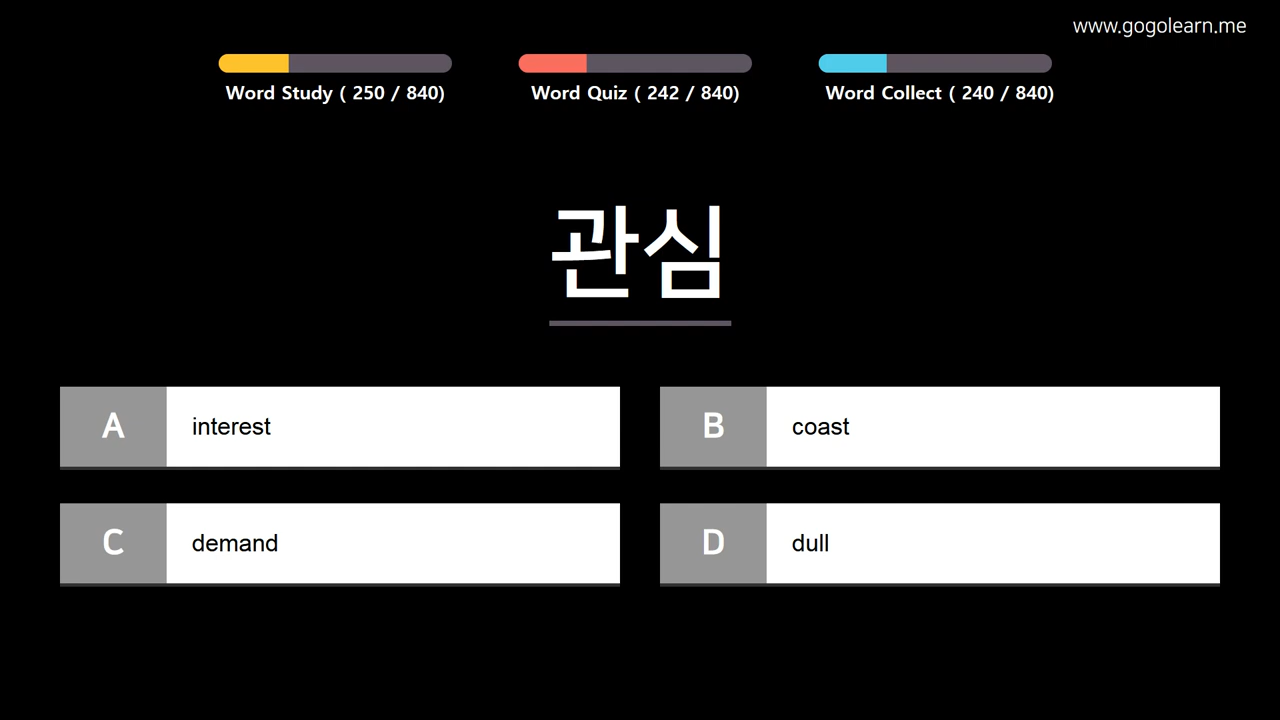 www.gogolearn.me
Word Study ( 250 / 840)
Word Quiz ( 242 / 840)
Word Collect ( 240 / 840)
관심
A interest
B coast
C demand
D dull